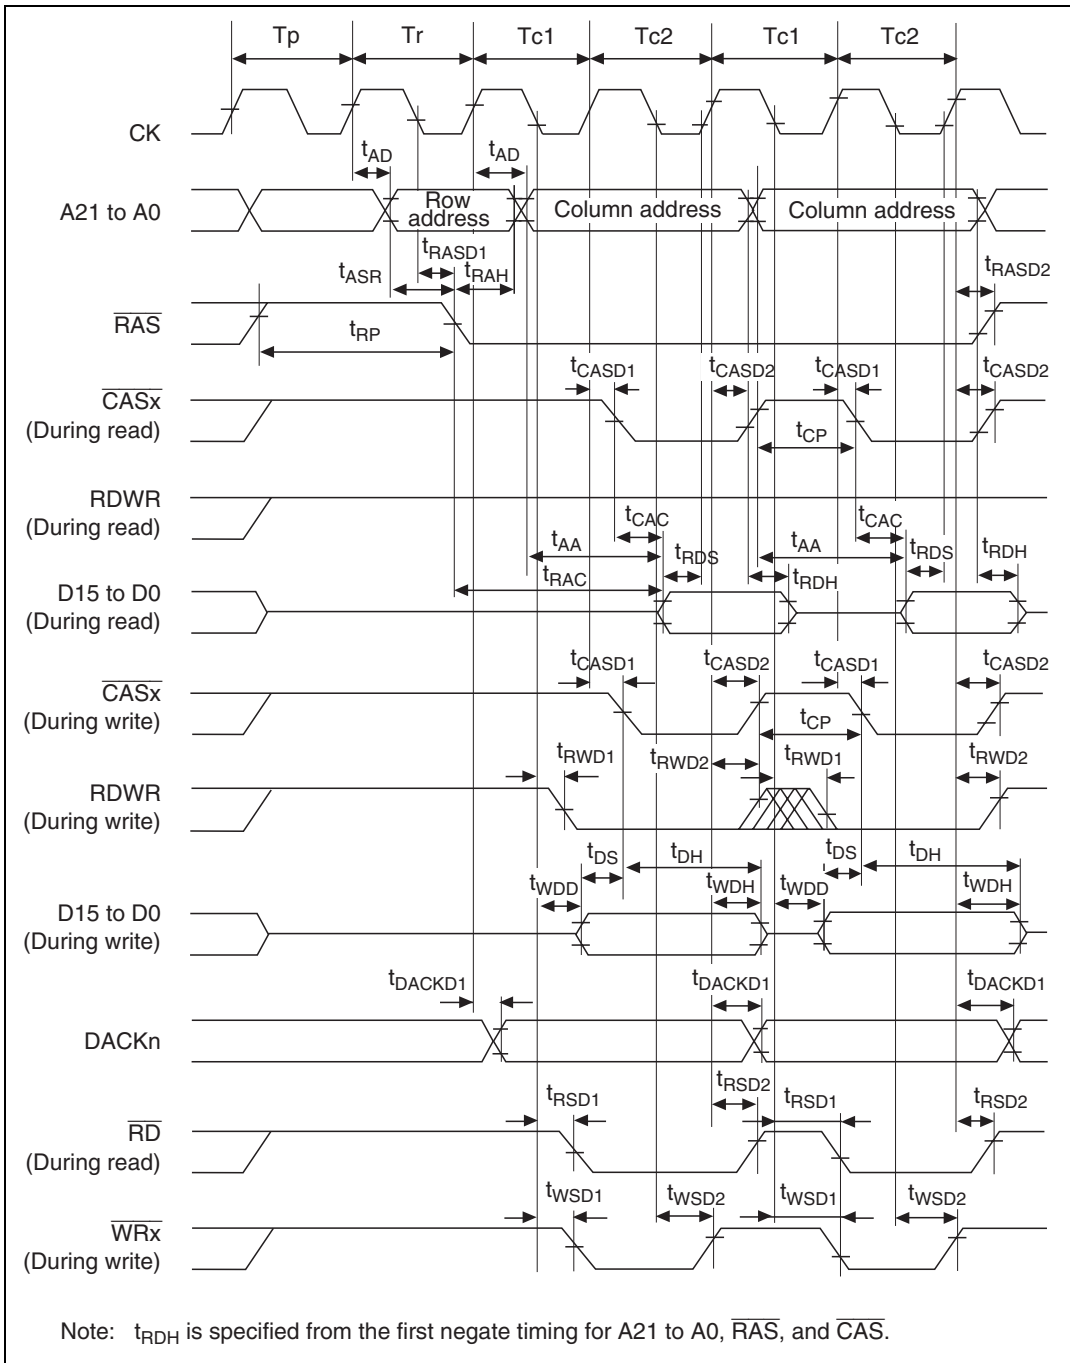 Tp Tr Tc1 Tc2 Tc1 Tc2
CK
tAD tAD
A21 to A0 Row address Column address Column address
tRASD1
tASR tRAH tRASD2
RAS
tRP
tCASD1 tCASD2 tCASD1 tCASD2
CASx
(During read)
tCP
RDWR
(During read)
tCAC tCAC
tAA tRDS tAA tRDS tRDH
tRAC tRDH
D15 to D0
(During read)
tCASD1 tCASD2 tCASD1 tCASD2
CASx
(During write)
tCP
tRWD1 tRWD2 tRWD1 tRWD2
RDWR
(During write)
tDS tDH tDS tDH
tWDD tWDH tWDD tWDH
D15 to D0
(During write)
tDACKD1 tDACKD1 tDACKD1
DACKn
tRSD1 tRSD2 tRSD1 tRSD2
RD
(During read)
tWSD1 tWSD2 tWSD1 tWSD2
WRx
(During write)
Note: tRDH is specified from the first negate timing for A21 to A0, RAS, and CAS.